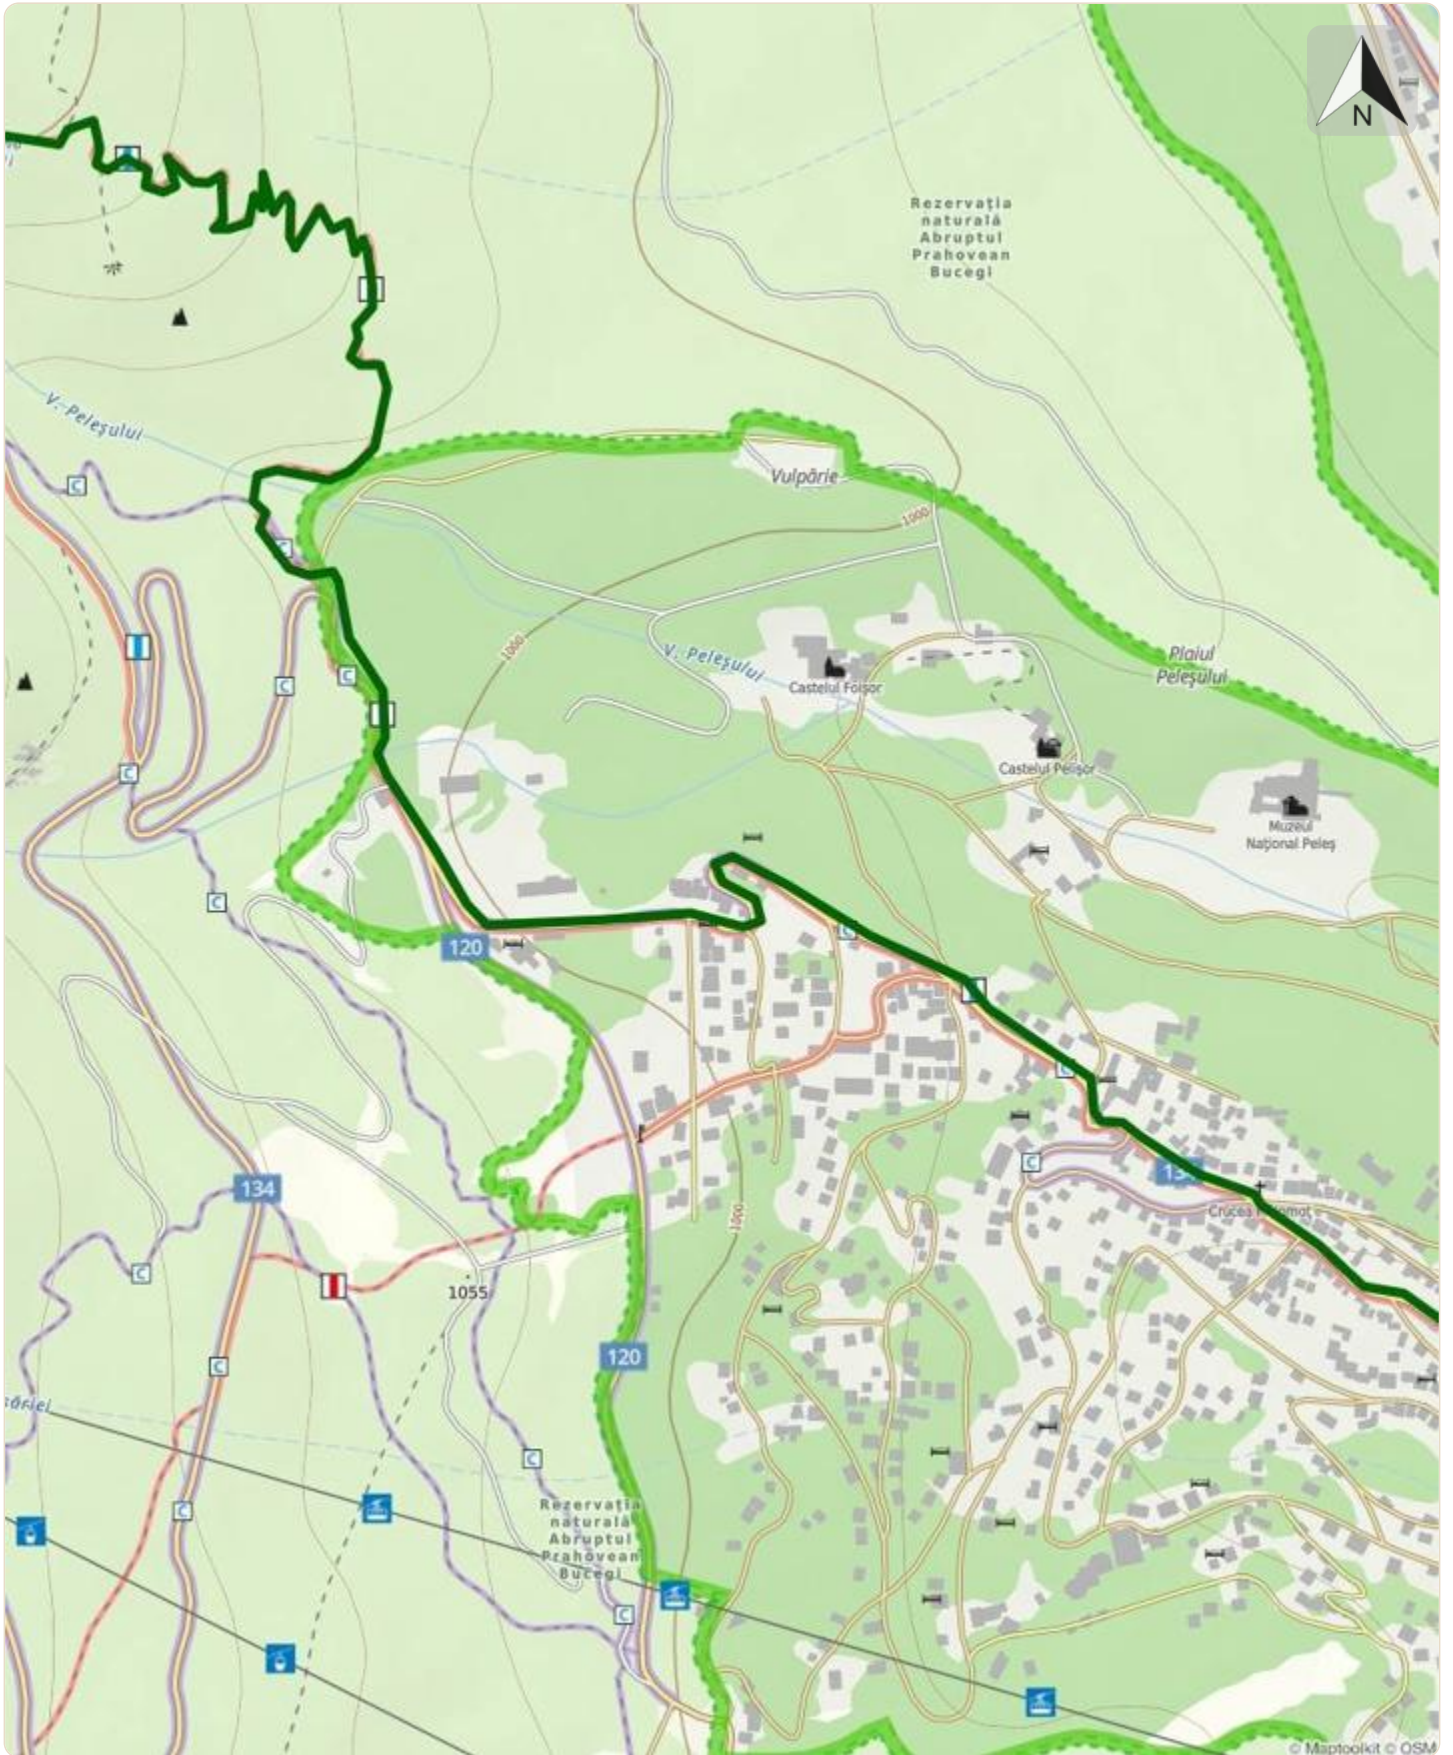 N
Rezervația
naturală
Abruptul
Prahovean
Bucegi
V. Peleșului
C
Vulpărie
1000
C
1000
V. Peleșului
Plaiul
Peleșului
Castelul Foișor
C
C
Castelul Pelișor
C
Muzeul
Național Peleș
C
C
120
C
C
134
134
C
1055
120
C
C
1000
C
C
Rezervația
naturală
Abruptul
Prahovean
Bucegi
C
© Maptoolkit © OSM